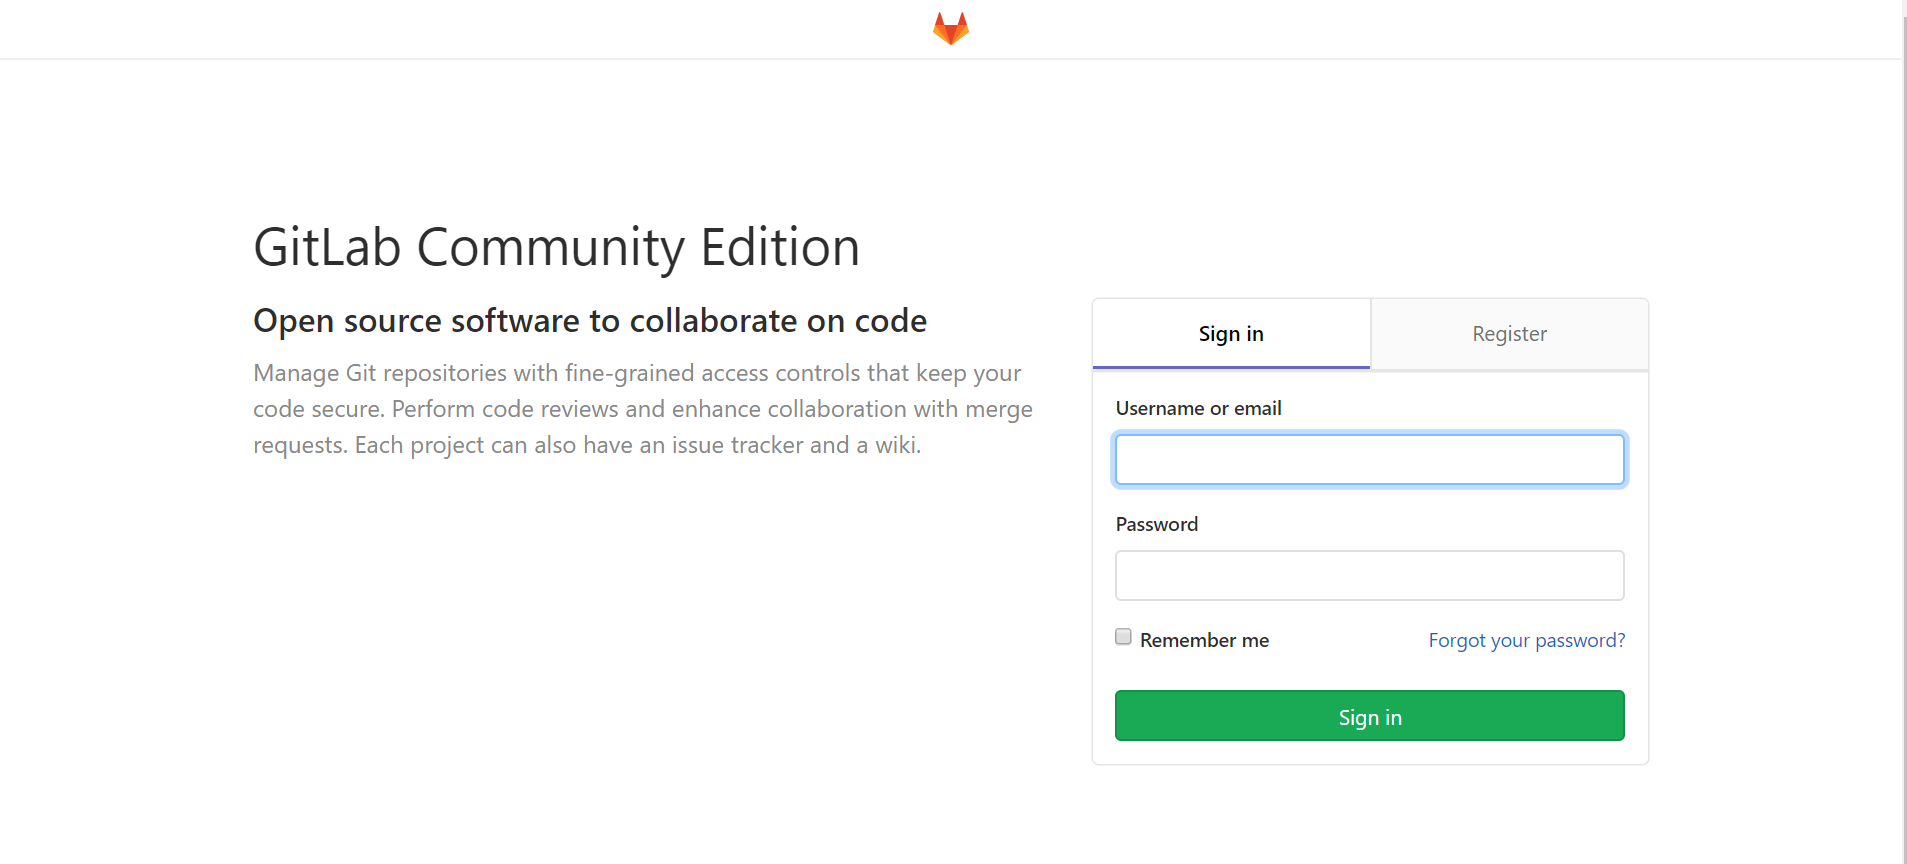 GitLab Community Edition
Open source software to collaborate on code
Manage Git repositories with fine-grained access controls that keep your
code secure. Perform code reviews and enhance collaboration with merge
requests. Each project can also have an issue tracker and a wiki.
Sign in
Register
Username or email
Password
Remember me
Forgot your password?
Sign in